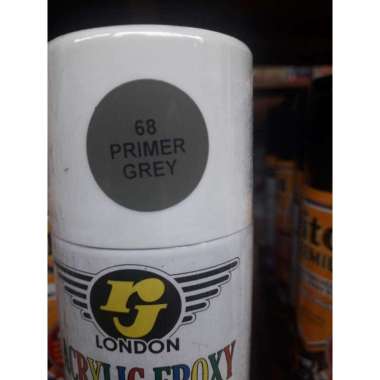 68
PRIMER
GREY
rj
LONDON
ACRYLIC EPOXY